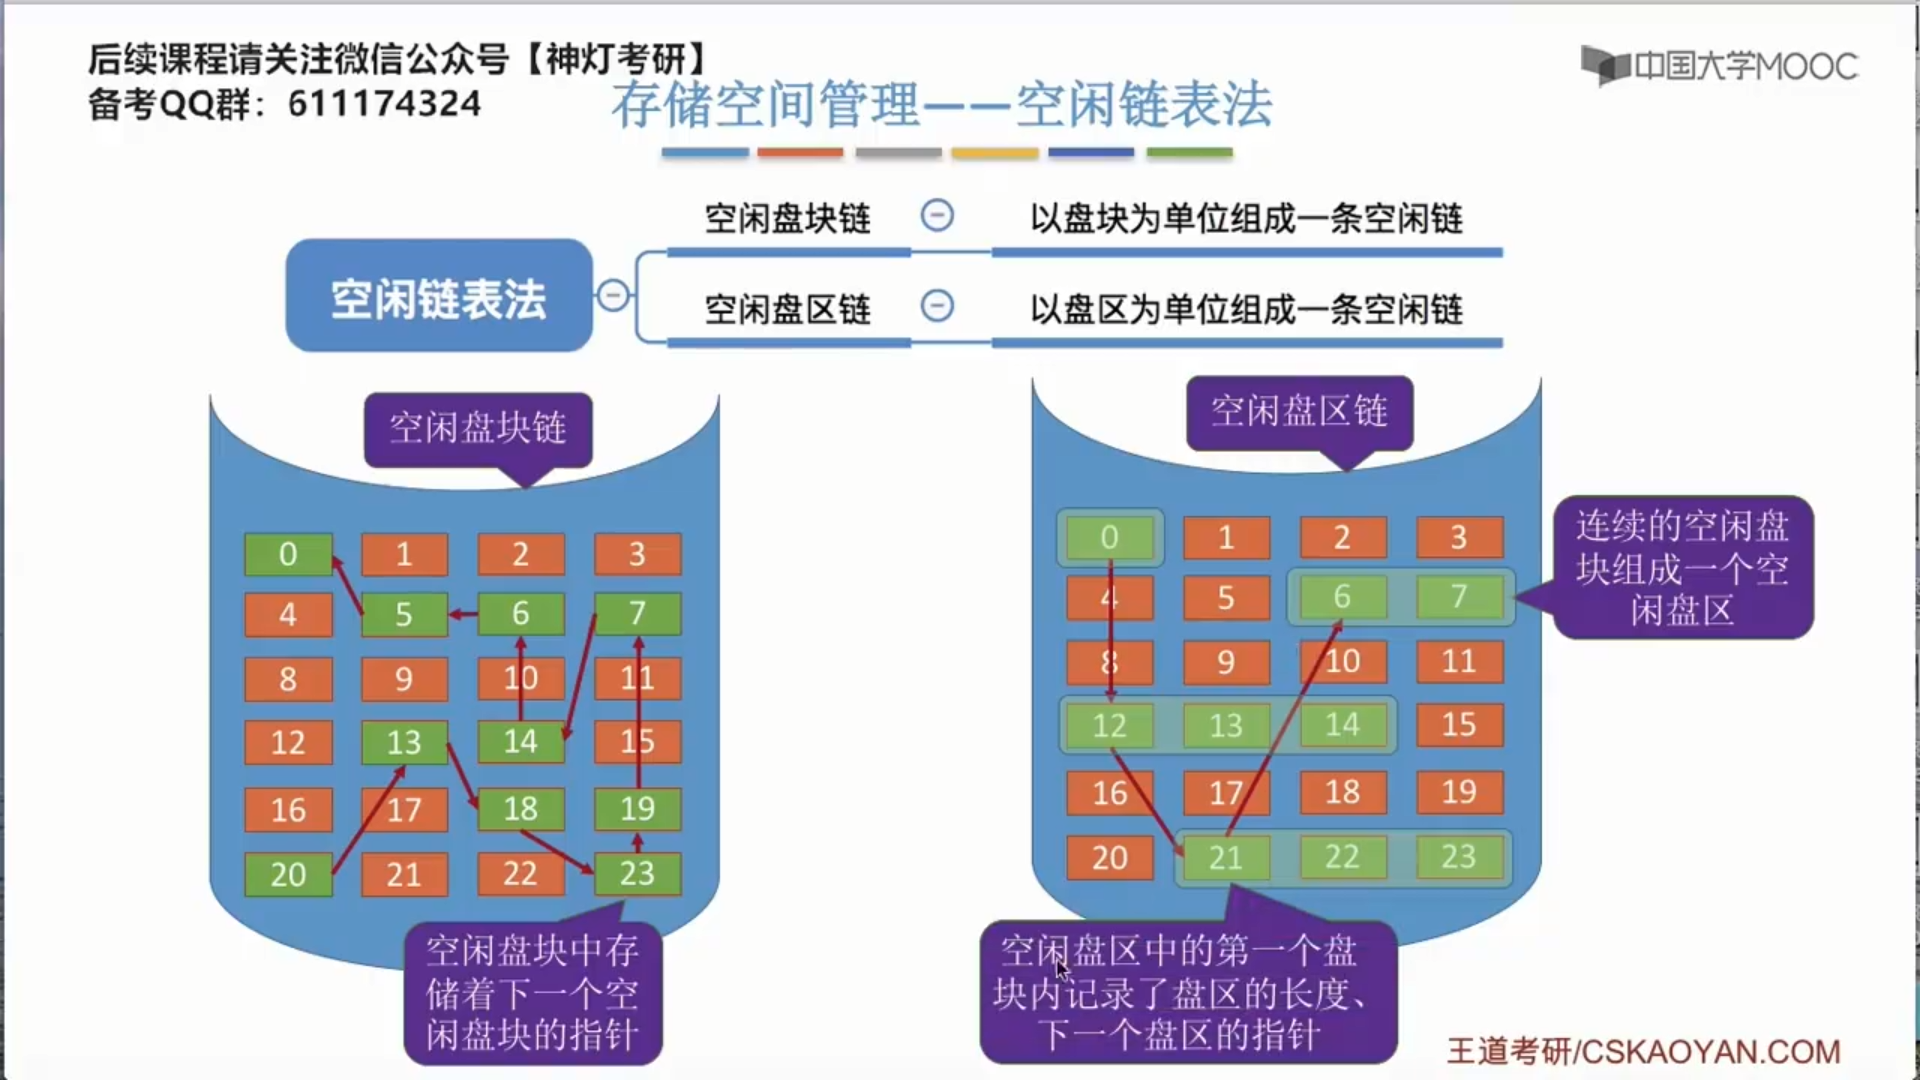 后续课程请关注微信公众号【神灯考研】
备考QQ群：611174324
中国大学MOOC
存储空间管理——空闲链表法
空闲链表法
空闲盘块链
以盘块为单位组成一条空闲链
空闲盘区链
以盘区为单位组成一条空闲链
空闲盘块链
0 1 2 3
4 5 6 7
8 9 10 11
12 13 14 15
16 17 18 19
20 21 22 23
空闲盘块中存
储着下一个空
闲盘块的指针
空闲盘区链
0 1 2 3
4 5 6 7
8 9 10 11
12 13 14 15
16 17 18 19
20 21 22 23
连续的空闲盘
块组成一个空
闲盘区
空闲盘区中的第一个盘
块内记录了盘区的长度、
下一个盘区的指针
王道考研/CSKAOYAN.COM